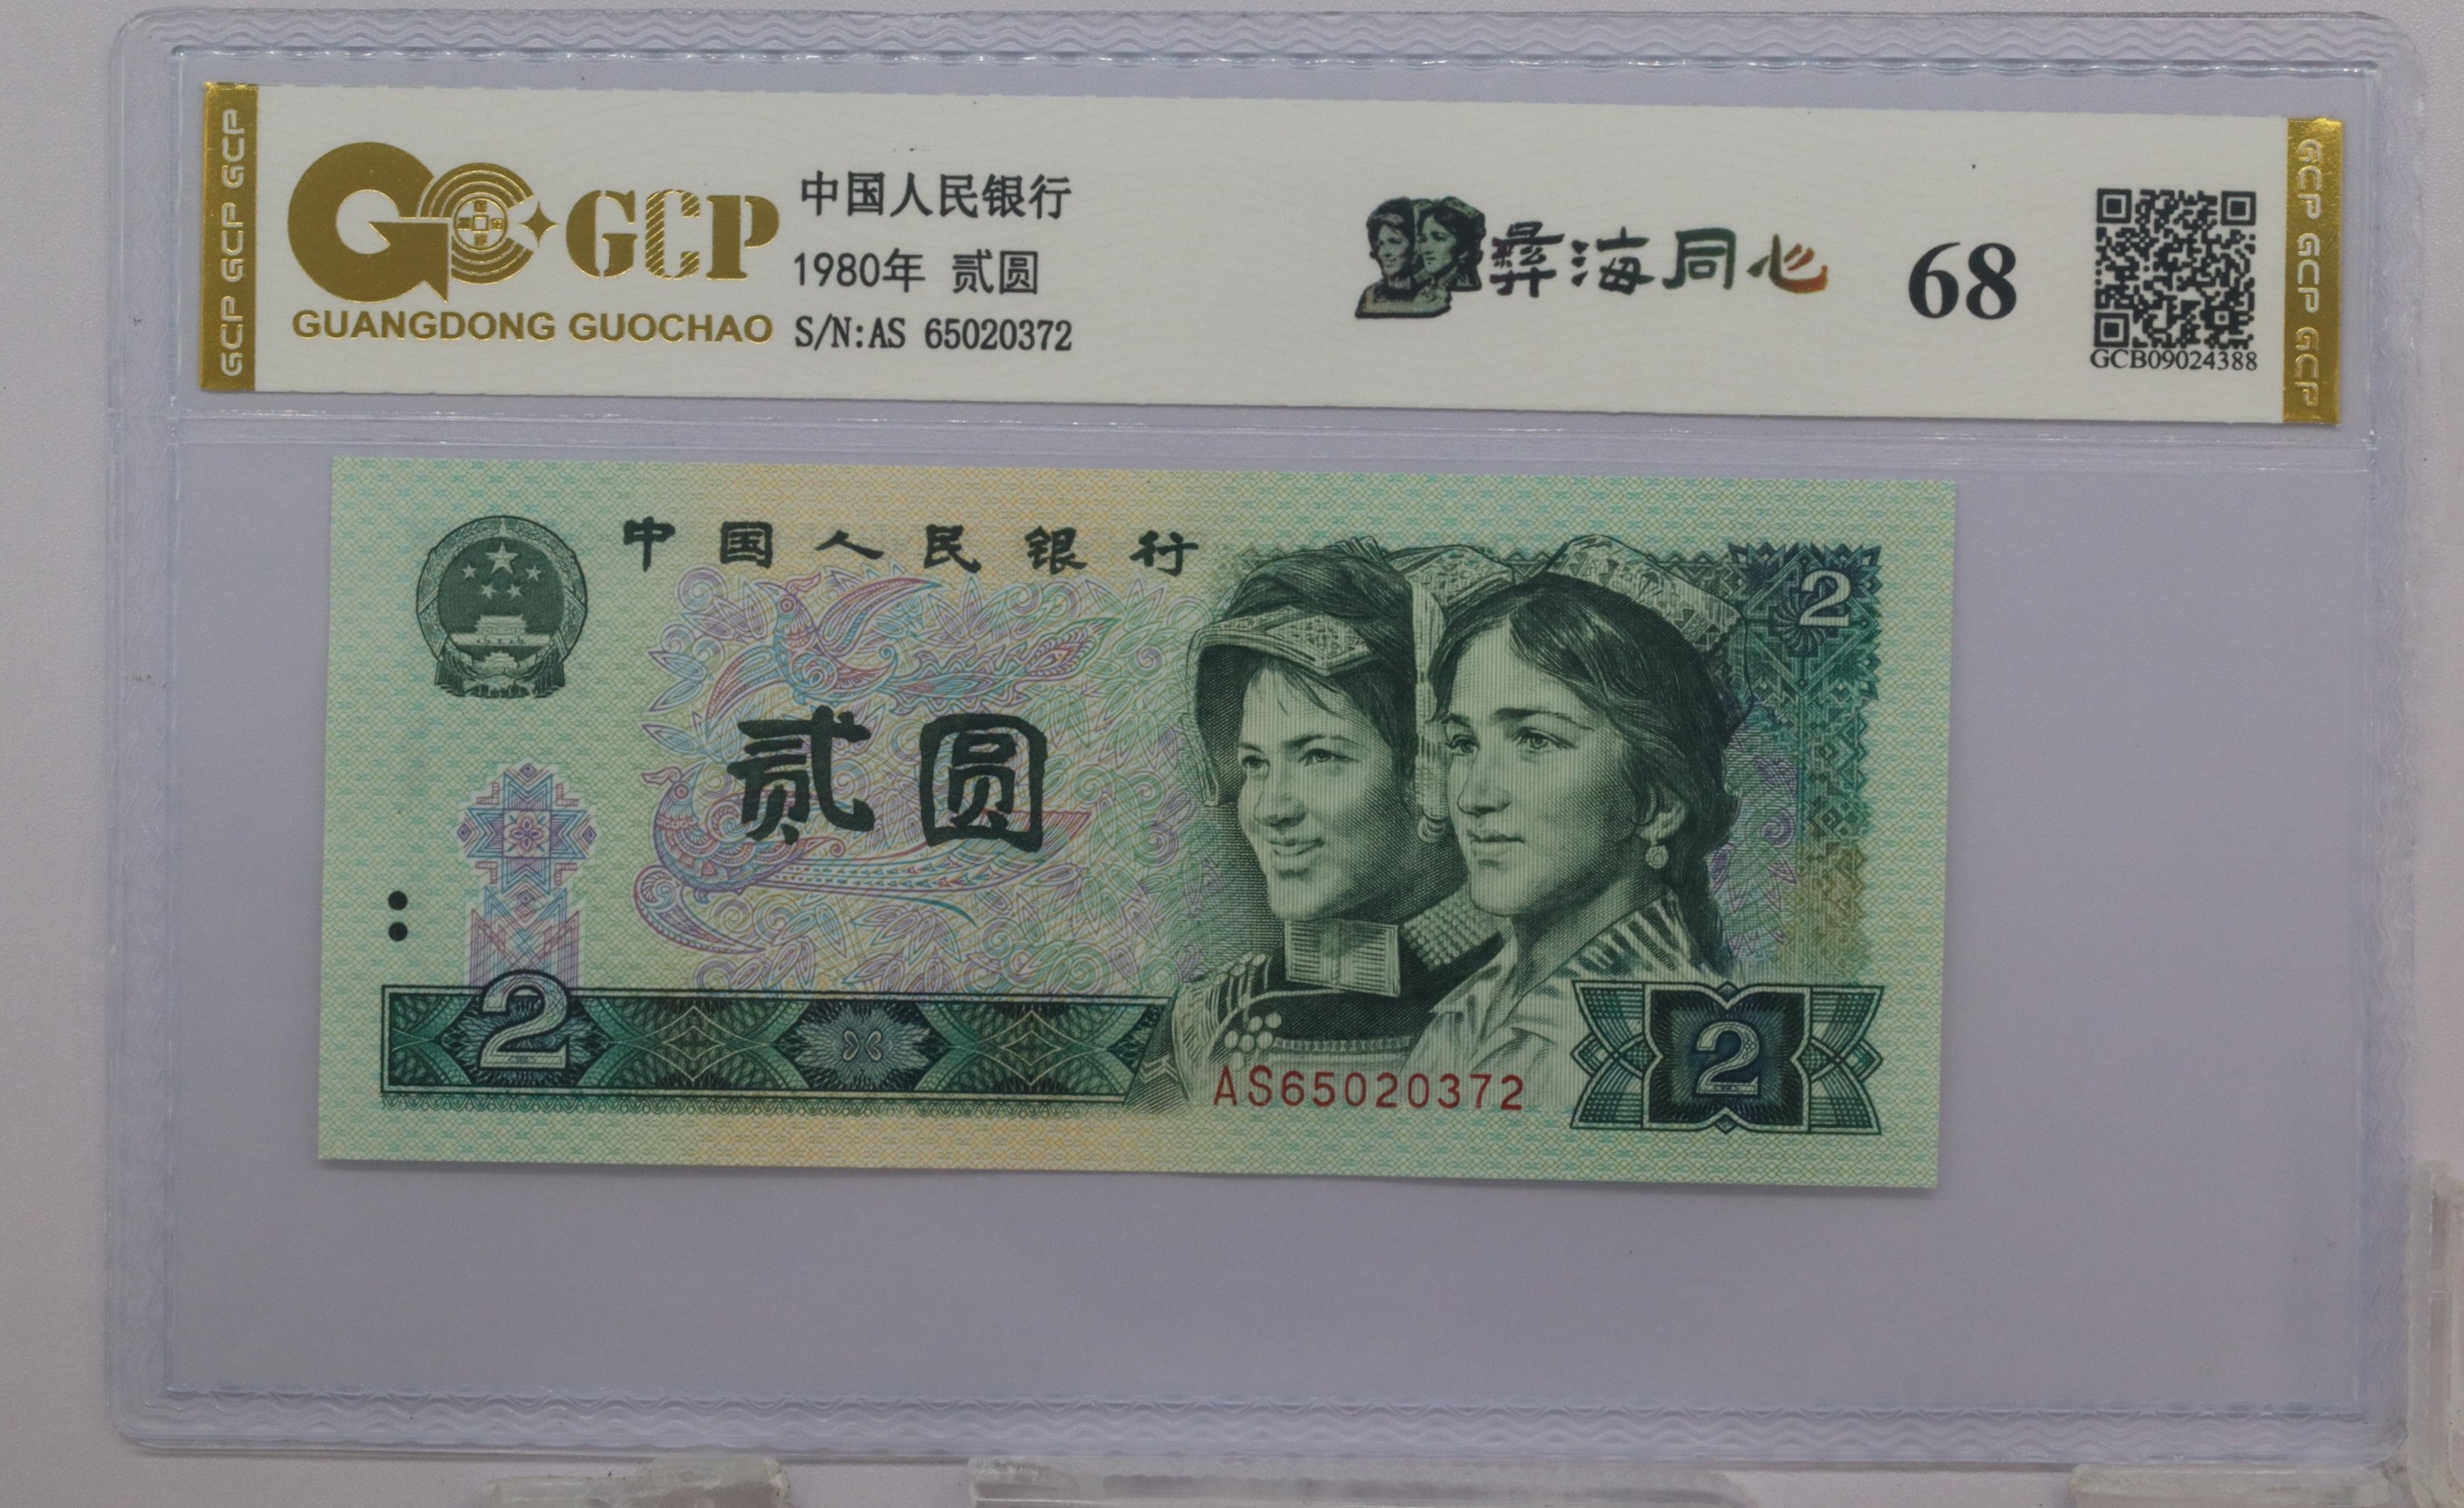 GCP GCP GCP
GCP
GUANGDONG GUOCHAO
中国人民银行
1980年 贰圆
S/N:AS 65020372
彝海同心
68
GCB09024388
GCP GCP GCP
中国人民银行
2
贰圆
2
AS65020372
2